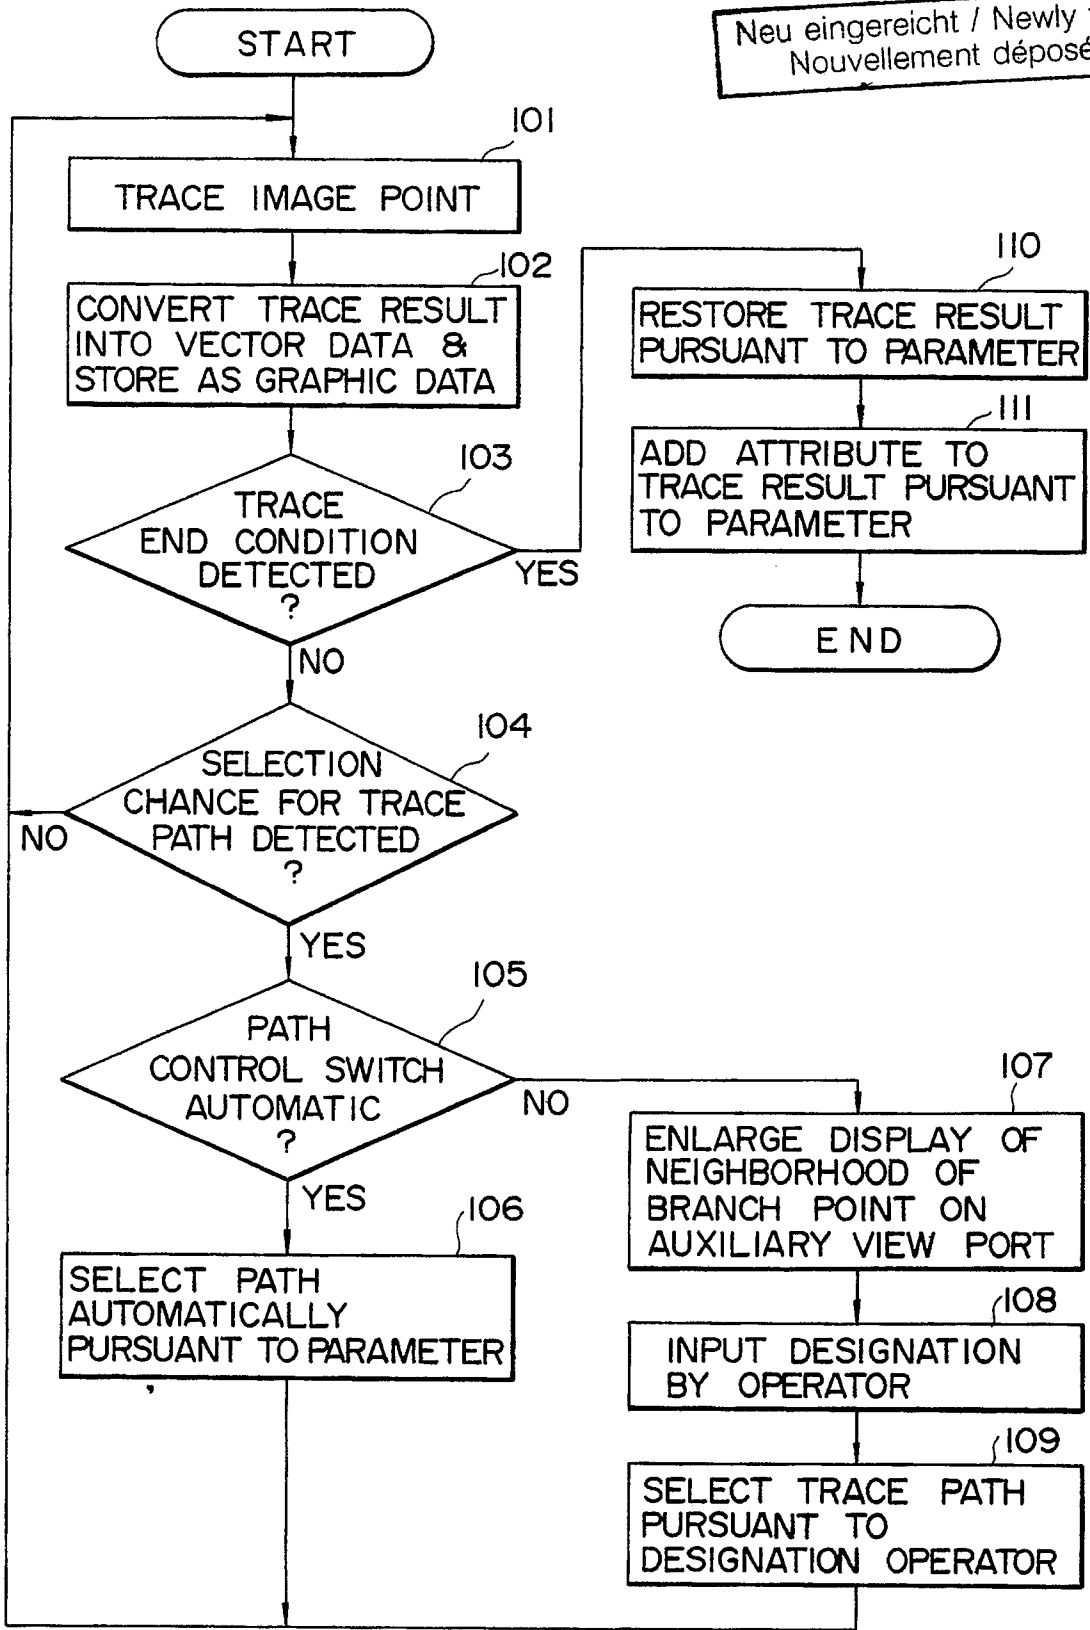 START
Neu eingereicht / Newly
Nouvellement déposé
101
TRACE IMAGE POINT
102
CONVERT TRACE RESULT
INTO VECTOR DATA &
STORE AS GRAPHIC DATA
103
TRACE
END CONDITION
DETECTED
?
YES
NO
110
RESTORE TRACE RESULT
PURSUANT TO PARAMETER
111
ADD ATTRIBUTE TO
TRACE RESULT PURSUANT
TO PARAMETER
END
104
SELECTION
CHANCE FOR TRACE
PATH DETECTED
?
NO
YES
105
PATH
CONTROL SWITCH
AUTOMATIC
?
NO
YES
106
SELECT PATH
AUTOMATICALLY
PURSUANT TO PARAMETER
107
ENLARGE DISPLAY OF
NEIGHBORHOOD OF
BRANCH POINT ON
AUXILIARY VIEW PORT
108
INPUT DESIGNATION
BY OPERATOR
109
SELECT TRACE PATH
PURSUANT TO
DESIGNATION OPERATOR